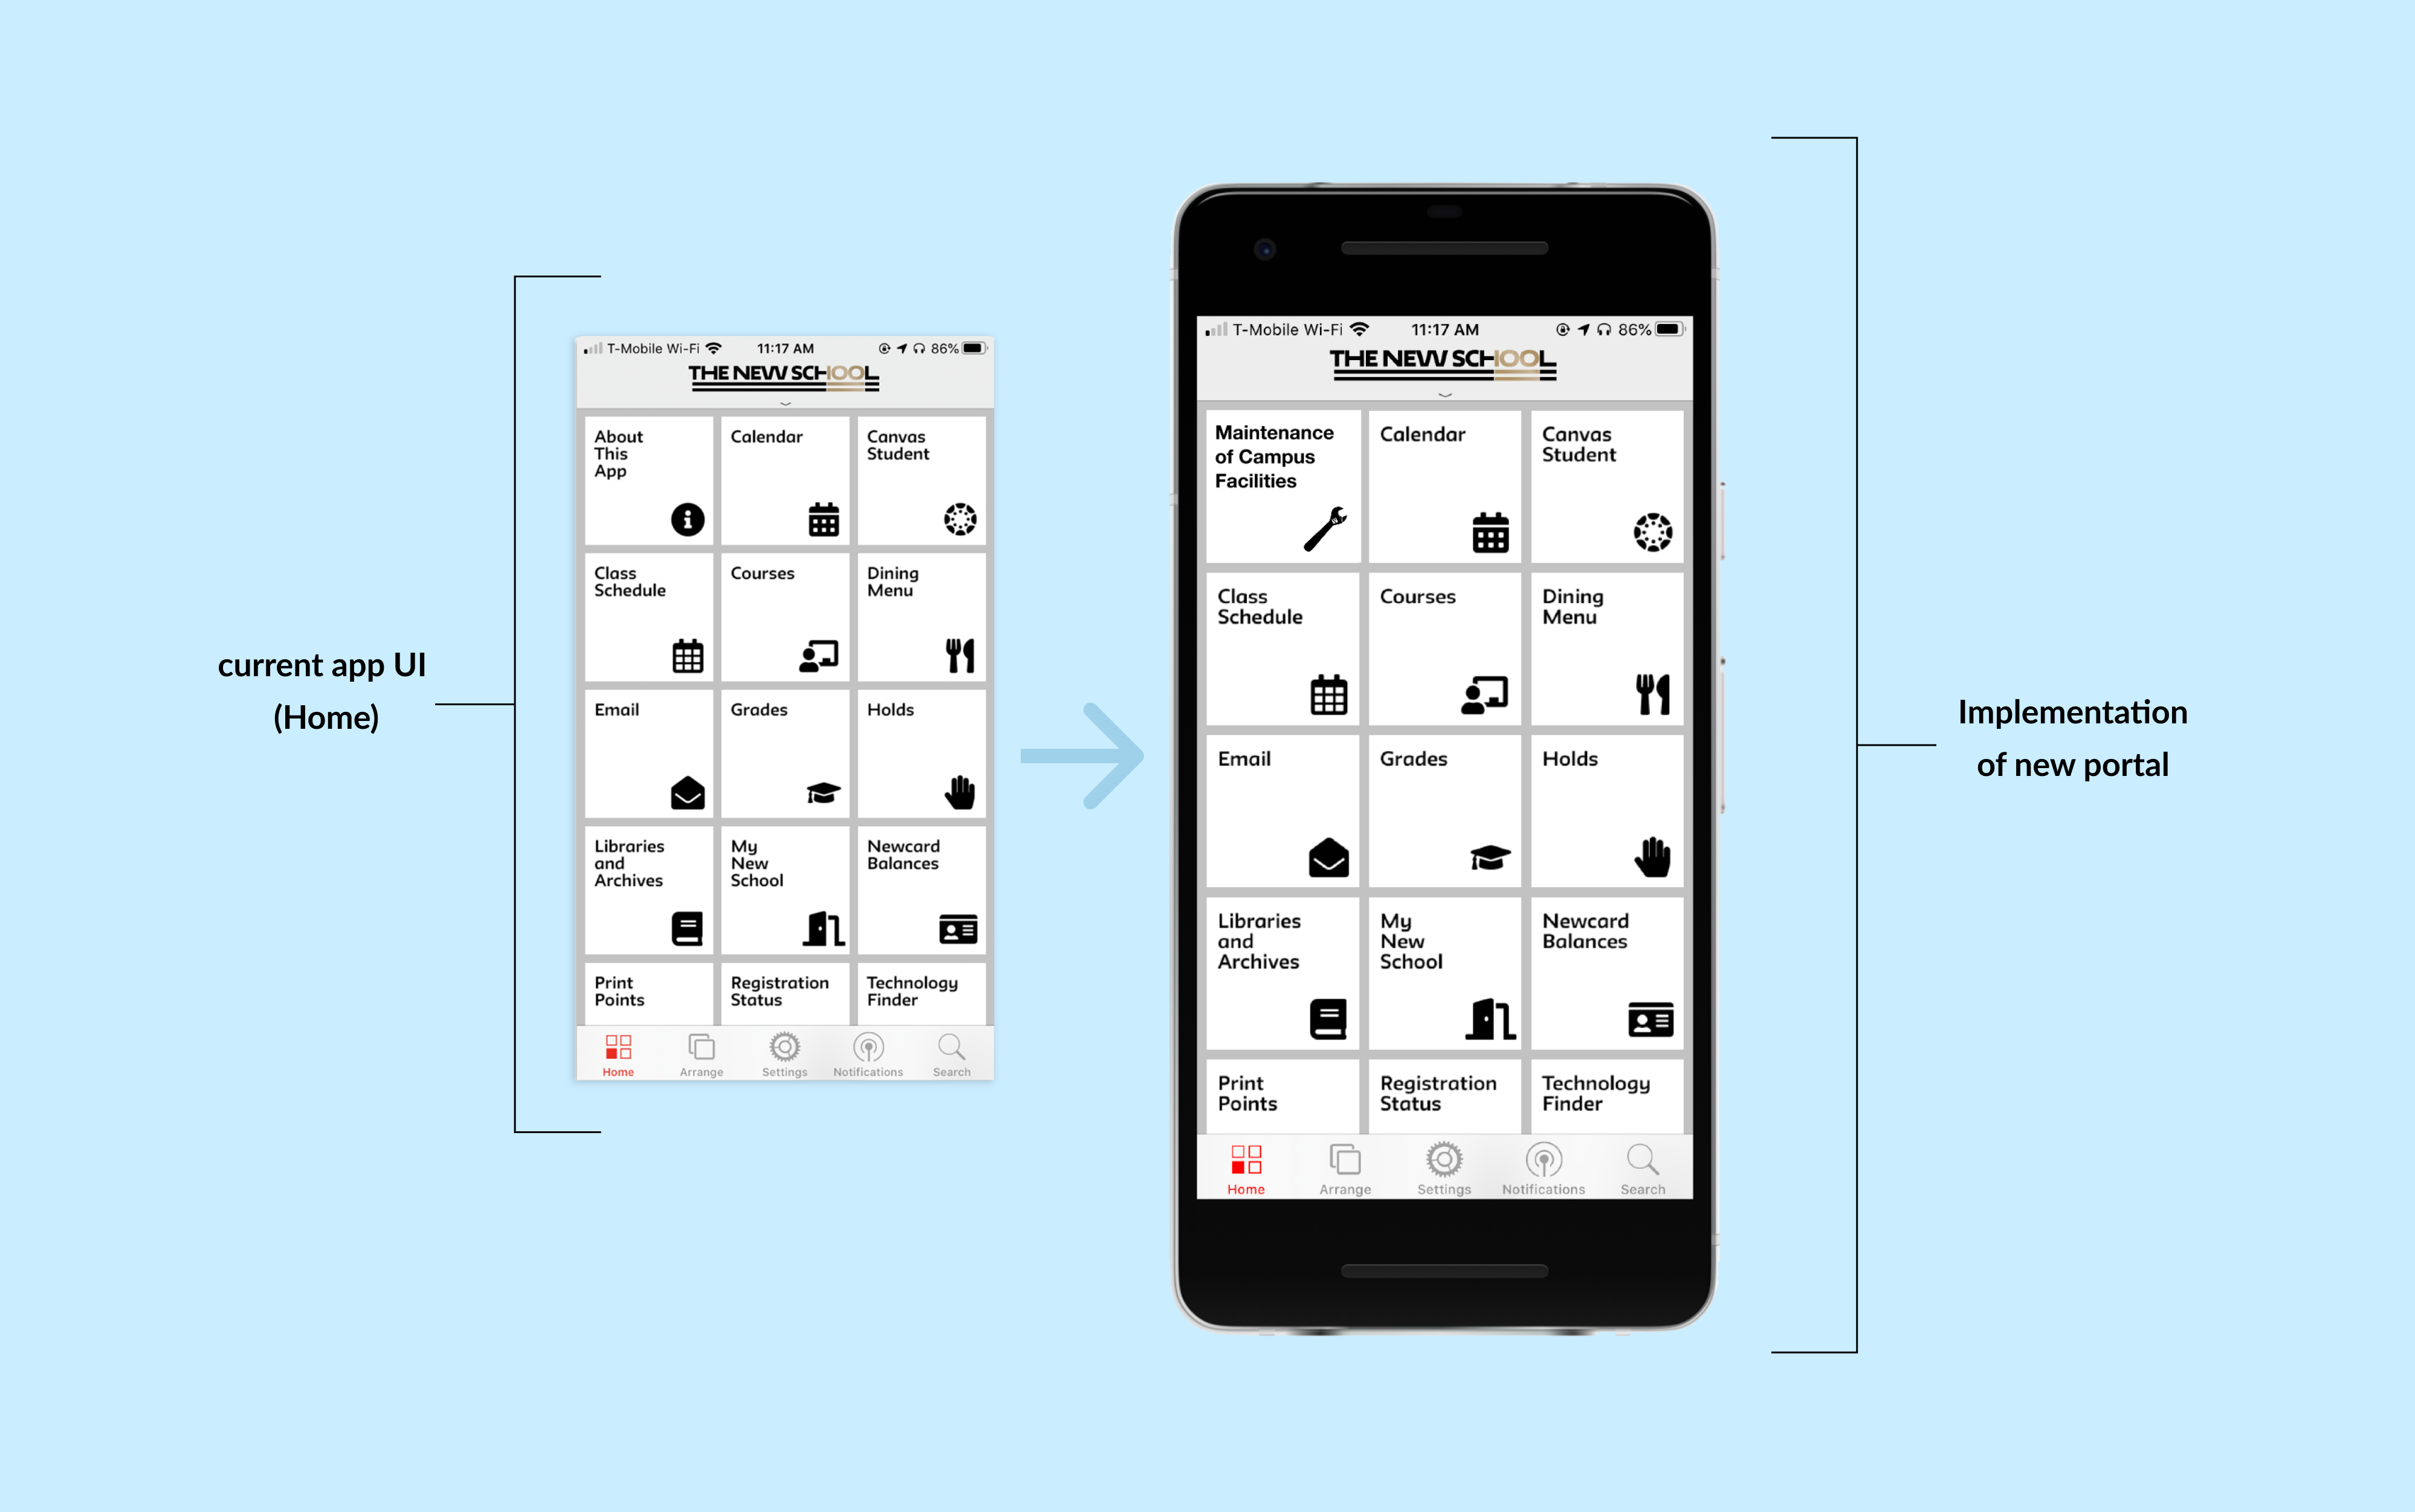 current app UI
(Home)
T-Mobile Wi-Fi 11:17 AM 86%
THE NEW SCHOOL
About
This
App
Calendar
Canvas
Student
Class
Schedule
Courses
Dining
Menu
Email
Grades
Holds
Libraries
and
Archives
My
New
School
Newcard
Balances
Print
Points
Registration
Status
Technology
Finder
Home Arrange Settings Notifications Search
T-Mobile Wi-Fi 11:17 AM 86%
THE NEW SCHOOL
Maintenance
of Campus
Facilities
Calendar
Canvas
Student
Class
Schedule
Courses
Dining
Menu
Email
Grades
Holds
Libraries
and
Archives
My
New
School
Newcard
Balances
Print
Points
Registration
Status
Technology
Finder
Home Arrange Settings Notifications Search
Implementation
of new portal